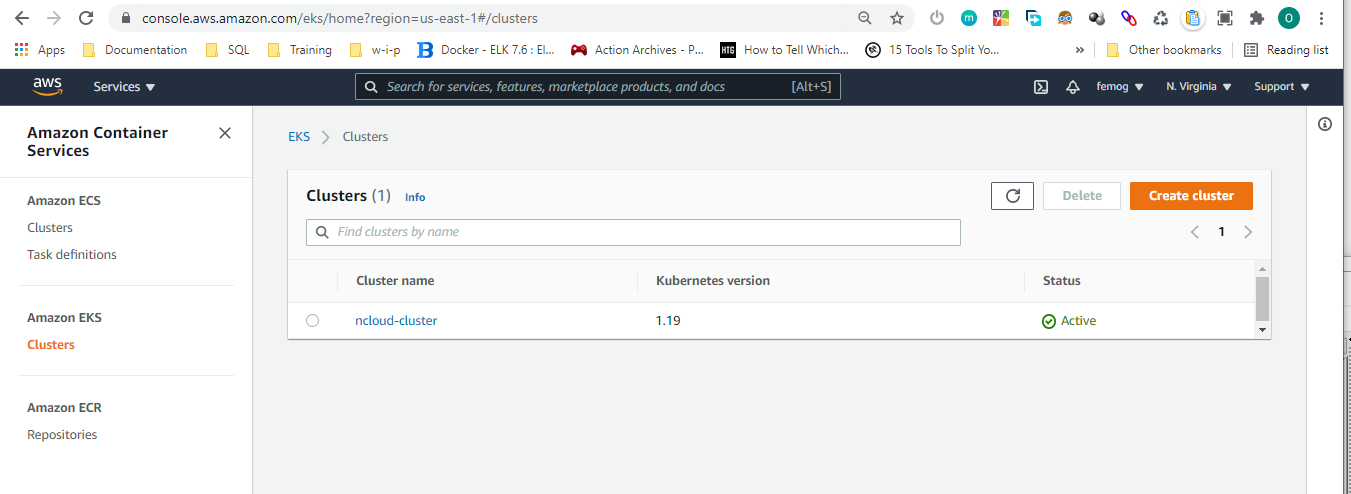 console.aws.amazon.com/eks/home?region=us-east-1#/clusters
m
O
Apps Documentation SQL Training w-i-p Docker - ELK 7.6 : El... Action Archives - P... HTG How to Tell Which... 15 Tools To Split Yo... » Other bookmarks Reading list
aws Services Search for services, features, marketplace products, and docs [Alt+S] femog N. Virginia Support
Amazon Container
Services
Amazon ECS
Clusters
Task definitions
Amazon EKS
Clusters
Amazon ECR
Repositories
EKS Clusters
Clusters (1) Info Delete Create cluster
Find clusters by name 1
Cluster name Kubernetes version Status
ncloud-cluster 1.19 Active